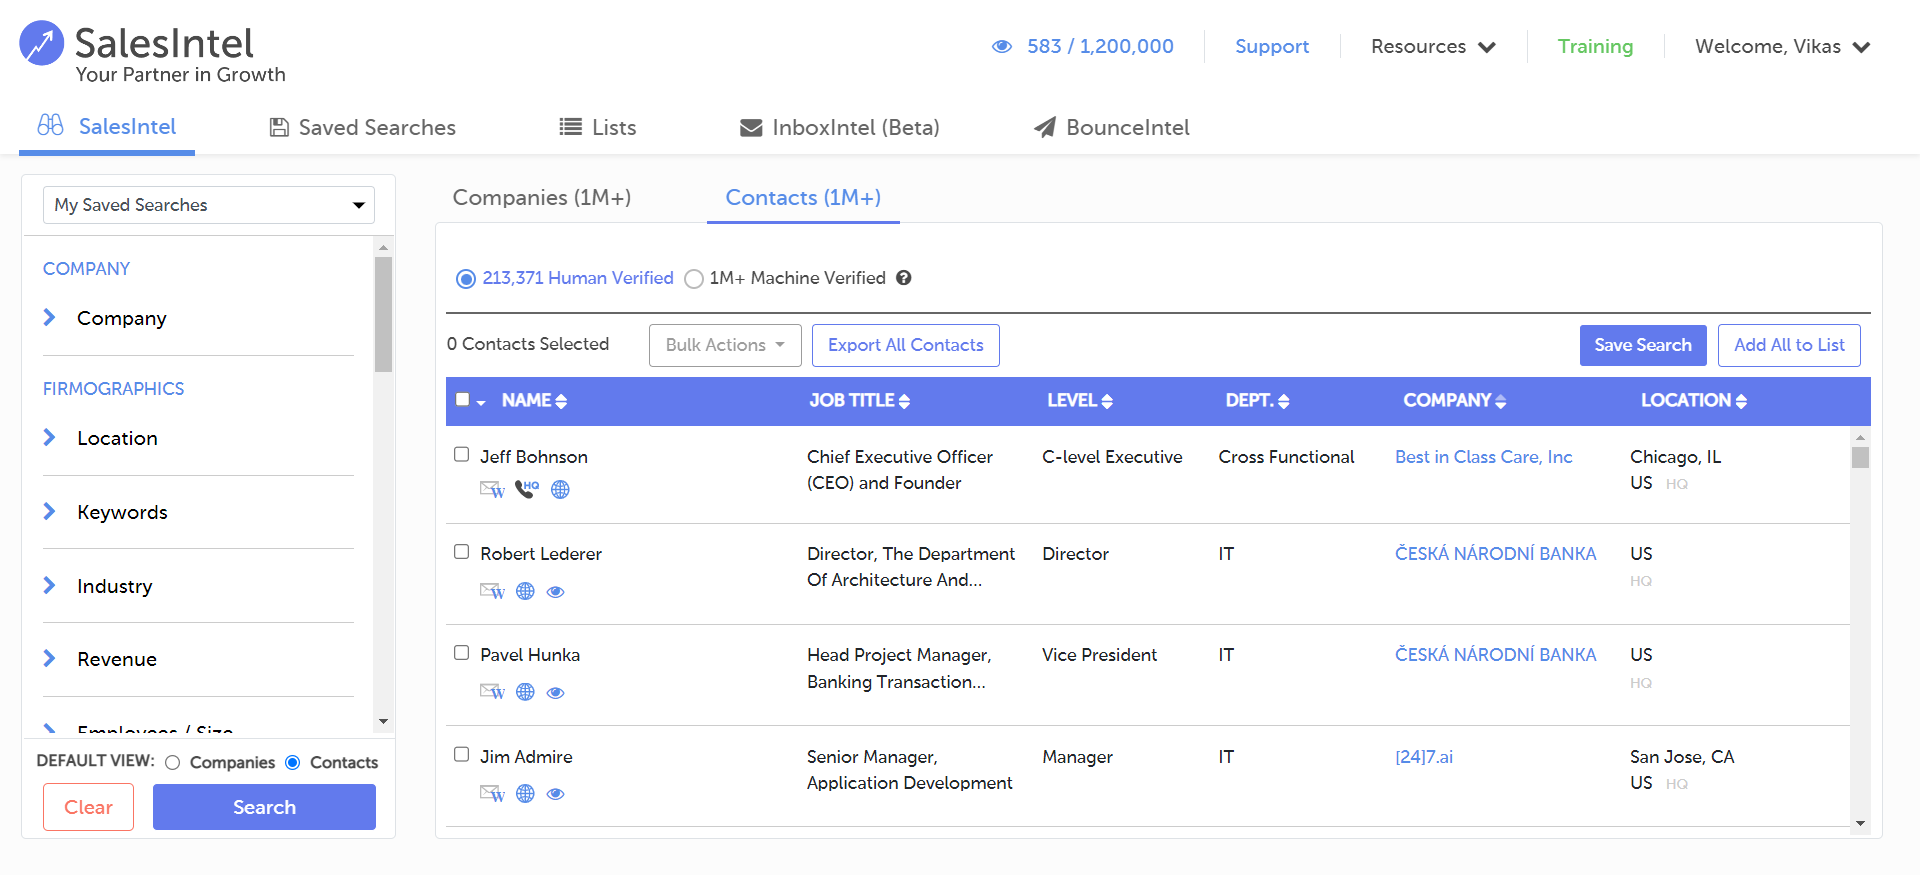 SalesIntel
Your Partner in Growth
583 / 1,200,000
Support
Resources
Training
Welcome, Vikas
SalesIntel
Saved Searches
Lists
InboxIntel (Beta)
BounceIntel
My Saved Searches
COMPANY
Company
FIRMOGRAPHICS
Location
Keywords
Industry
Revenue
Employees / Size
DEFAULT VIEW: Companies Contacts
Clear
Search
Companies (1M+)
Contacts (1M+)
213,371 Human Verified
1M+ Machine Verified ?
0 Contacts Selected
Bulk Actions
Export All Contacts
Save Search
Add All to List
NAME JOB TITLE LEVEL DEPT. COMPANY LOCATION
Jeff Bohnson Chief Executive Officer C-level Executive Cross Functional Best in Class Care, Inc Chicago, IL
W HQ (CEO) and Founder US HQ
Robert Lederer Director, The Department Director IT ČESKÁ NÁRODNÍ BANKA US
W Of Architecture And... HQ
Pavel Hunka Head Project Manager, Vice President IT ČESKÁ NÁRODNÍ BANKA US
W Banking Transaction... HQ
Jim Admire Senior Manager, Manager IT [24]7.ai San Jose, CA
W Application Development US HQ